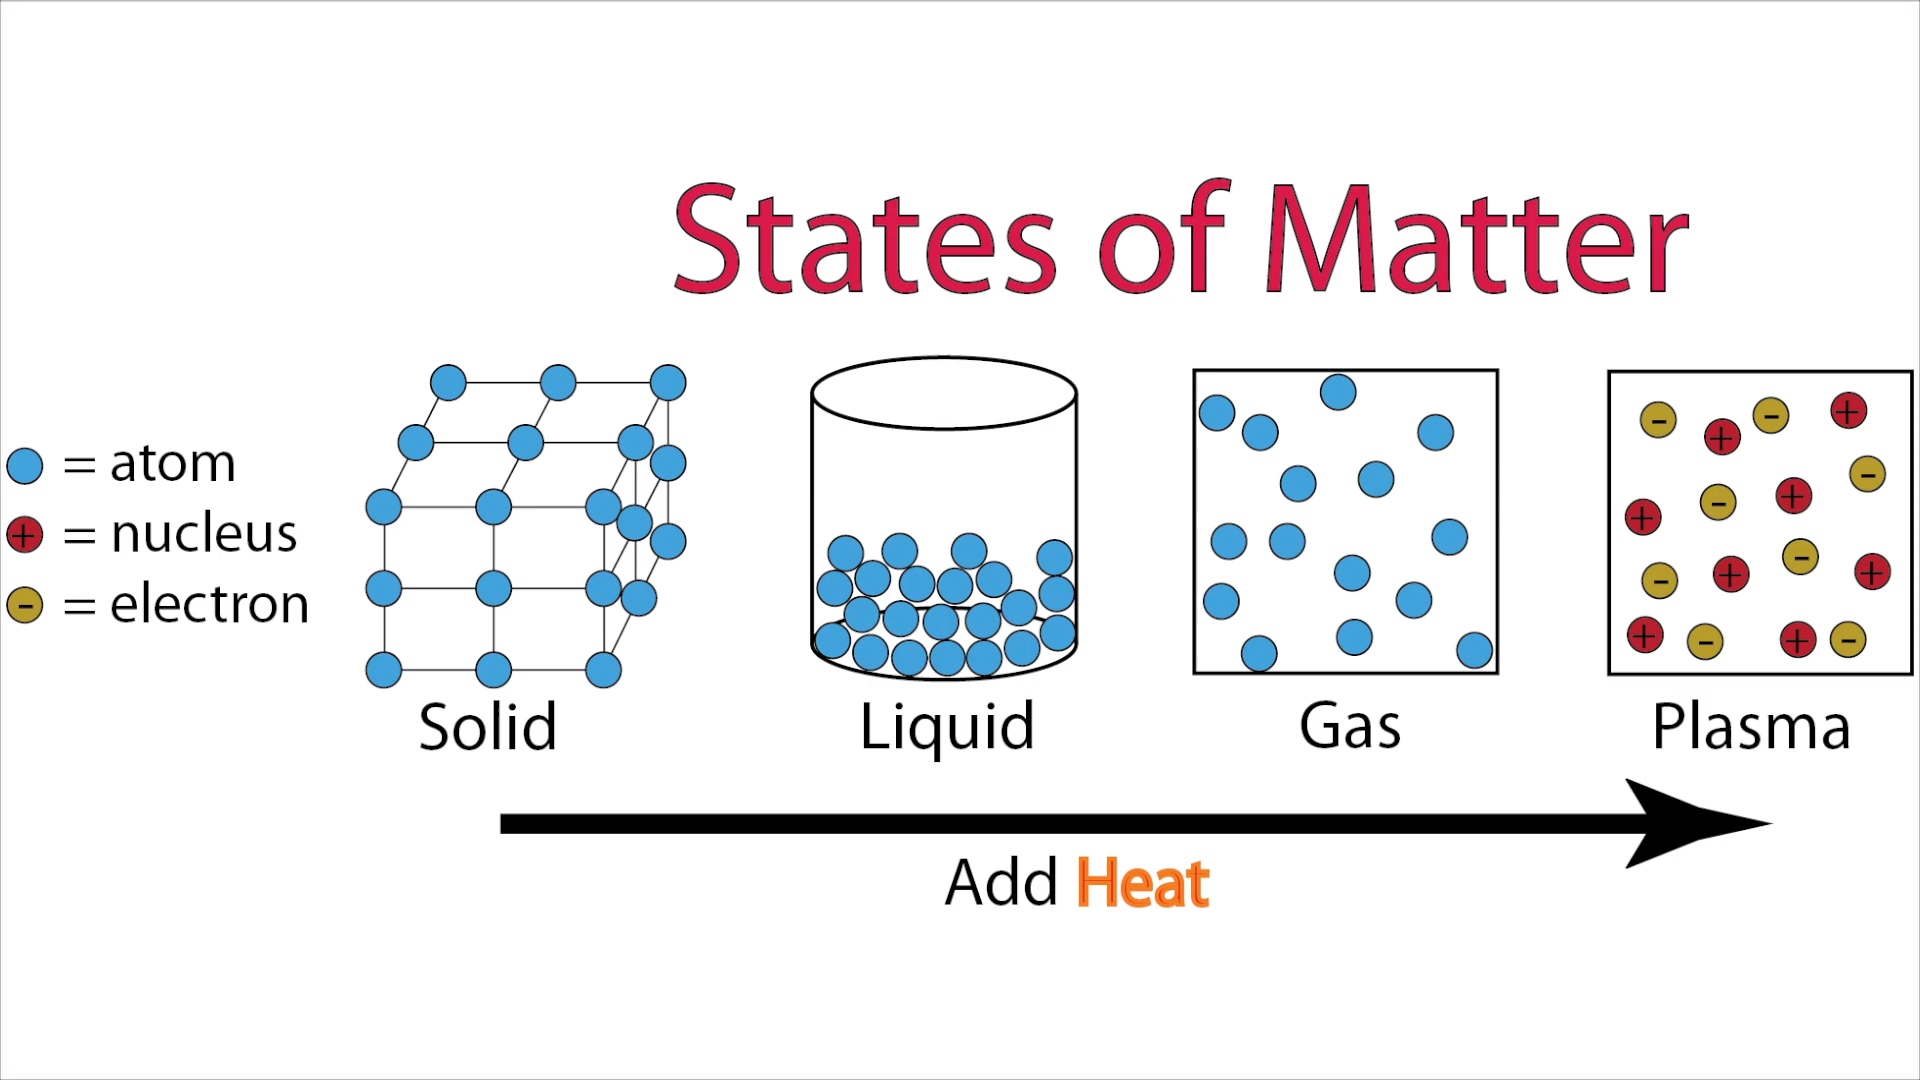 States of Matter
= atom
+ = nucleus
- = electron
Solid
Liquid
Gas
Plasma
Add Heat